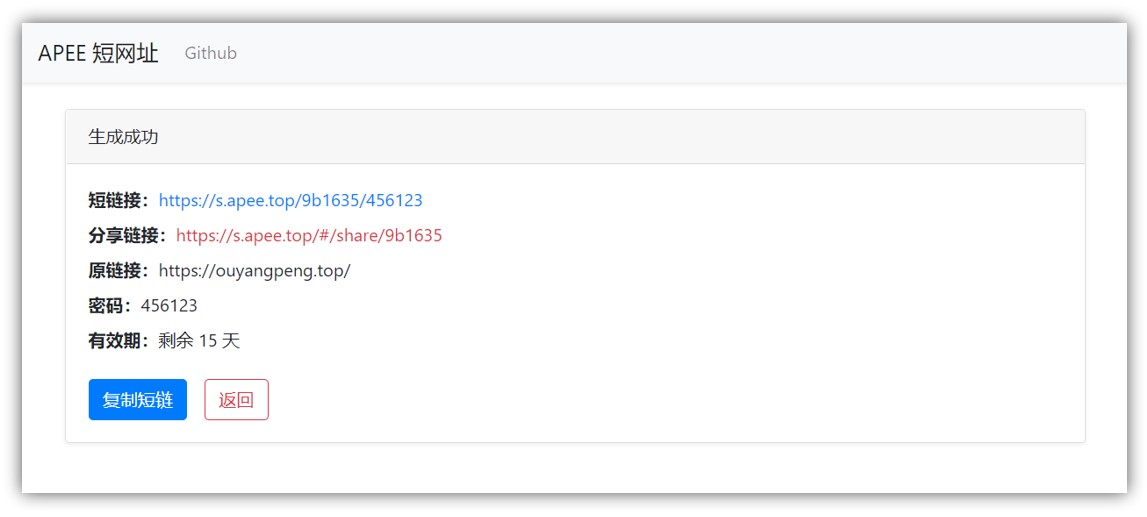 APEE 短网址 Github
生成成功
短链接：https://s.apee.top/9b1635/456123
分享链接：https://s.apee.top/#/share/9b1635
原链接：https://ouyangpeng.top/
密码：456123
有效期：剩余 15 天
复制短链 返回